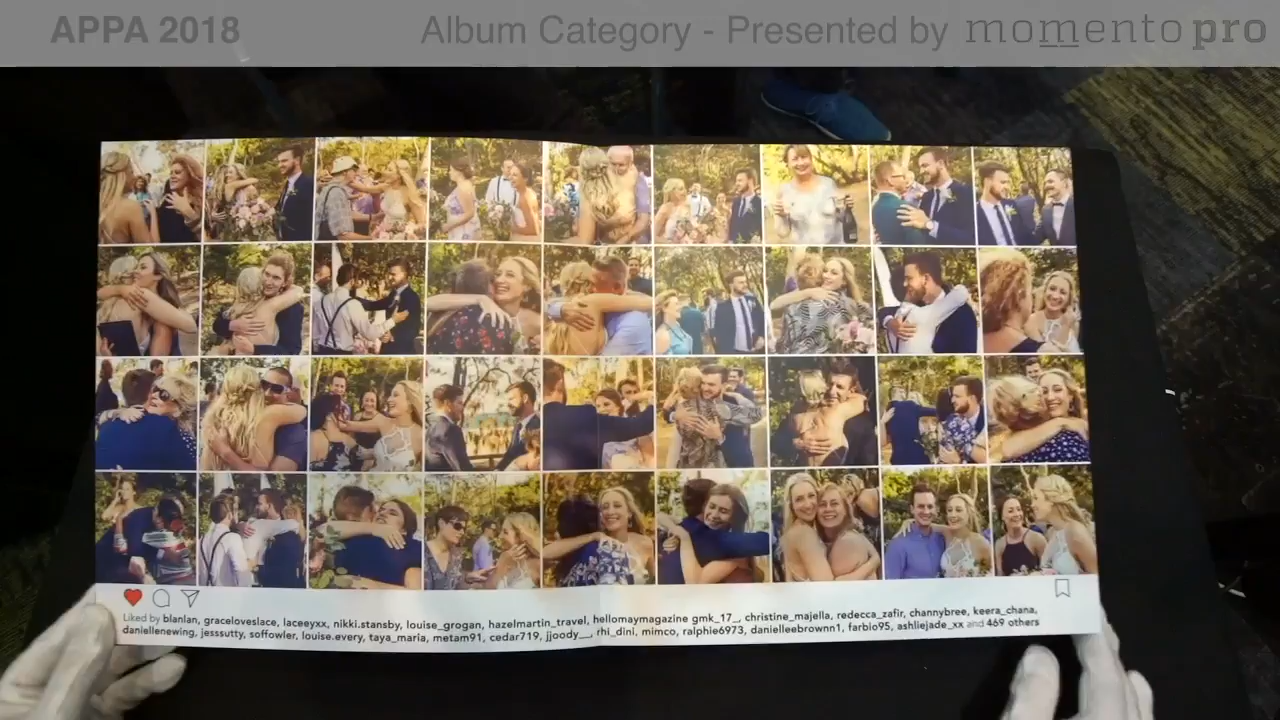 APPA 2018
Album Category - Presented by momento pro
Liked by blanlan, graceloveslace, laceeyxx, nikki.stansby, louise_grogan, hazelmartin_travel, hellomaymagazine gmk_17_, christine_majella, redecca_zafir, channybree, keera_chana,
daniellenewing, jesssutty, soffowler, louise.every, taya_maria, metam91, cedar719, jjoody__, rhi_dini, mimco, ralphie6973, danielleebrownn1, farbio95, ashliejade_xx and 469 others